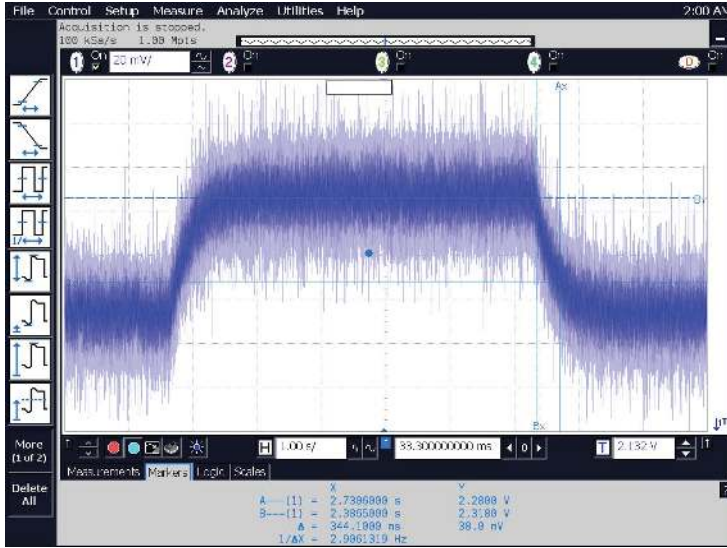 File Control Setup Measure Analyze Utilities Help 2:00 AM
Acquisition is stopped.
100 kSa/s 1.00 Mpts
1 On 20 mV/ 2 On 3 On 4 On
Ax
Bx
More
(1 of 2)
Delete
All
H 1.00 s/ 33.300000000 ms 0 T 2.132 V
Measurements Markers Logic Scales
X Y
A---(1) = 2.7306000 s 2.2800 V
B---(1) = 2.3865000 s 2.3180 V
Δ = 344.1000 ms 38.0 mV
1/ΔX = 2.9061319 Hz